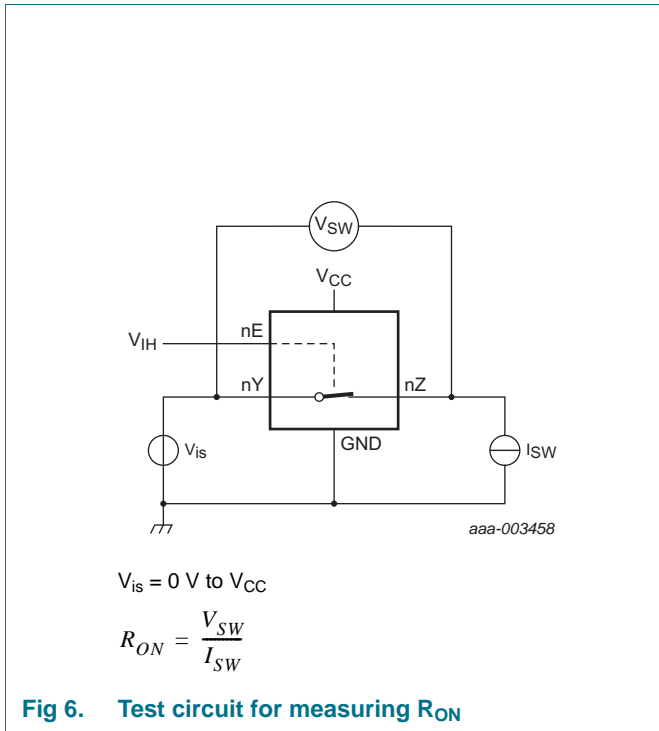 VSW
VCC
VIH
nE
nY
nZ
GND
Vis
ISW
aaa-003458
Vis = 0 V to VCC
RON = VSW / ISW
Fig 6. Test circuit for measuring RON